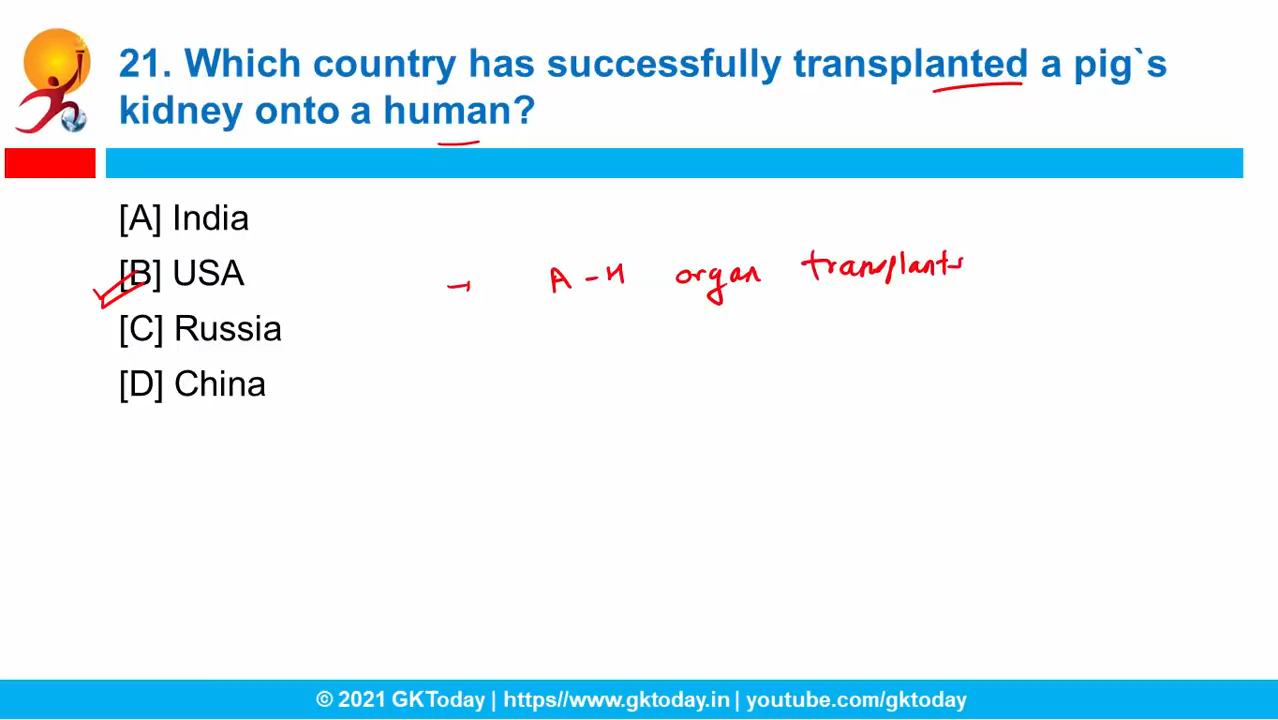 21. Which country has successfully transplanted a pig`s
kidney onto a human?
[A] India
[B] USA
→ A-H organ transplants
[C] Russia
[D] China
© 2021 GKToday | https//www.gktoday.in | youtube.com/gktoday